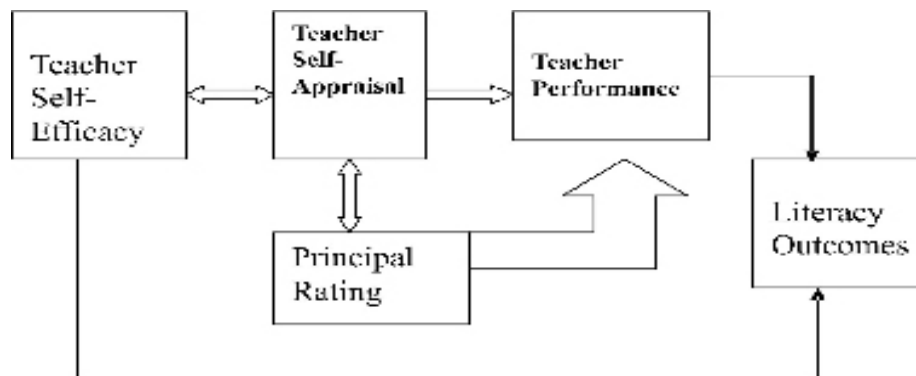 Teacher
Self-
Efficacy
Teacher
Self-
Appraisal
Teacher
Performance
Principal
Rating
Literacy
Outcomes